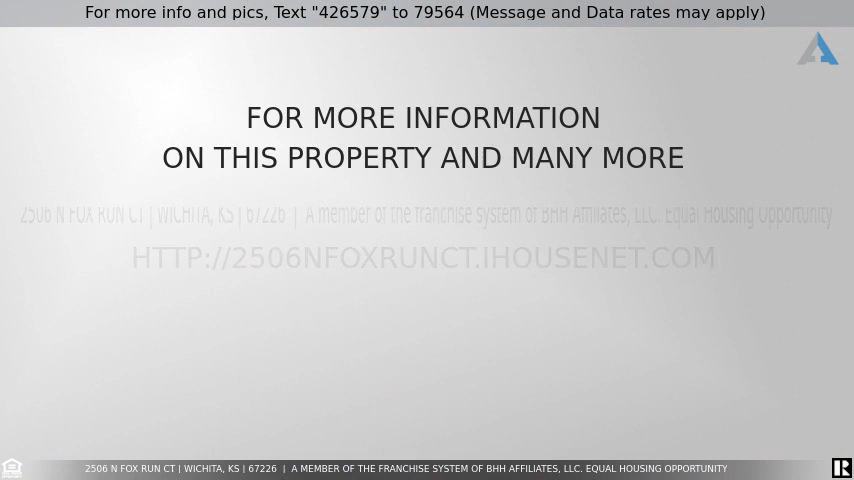 For more info and pics, Text "426579" to 79564 (Message and Data rates may apply)
FOR MORE INFORMATION
ON THIS PROPERTY AND MANY MORE
2506 N FOX RUN CT | WICHITA, KS | 67226 | A member of the franchise system of BHH Affiliates, LLC. Equal Housing Opportunity
HTTP://2506NFOXRUNCT.IHOUSENET.COM
2506 N FOX RUN CT | WICHITA, KS | 67226 | A MEMBER OF THE FRANCHISE SYSTEM OF BHH AFFILIATES, LLC. EQUAL HOUSING OPPORTUNITY